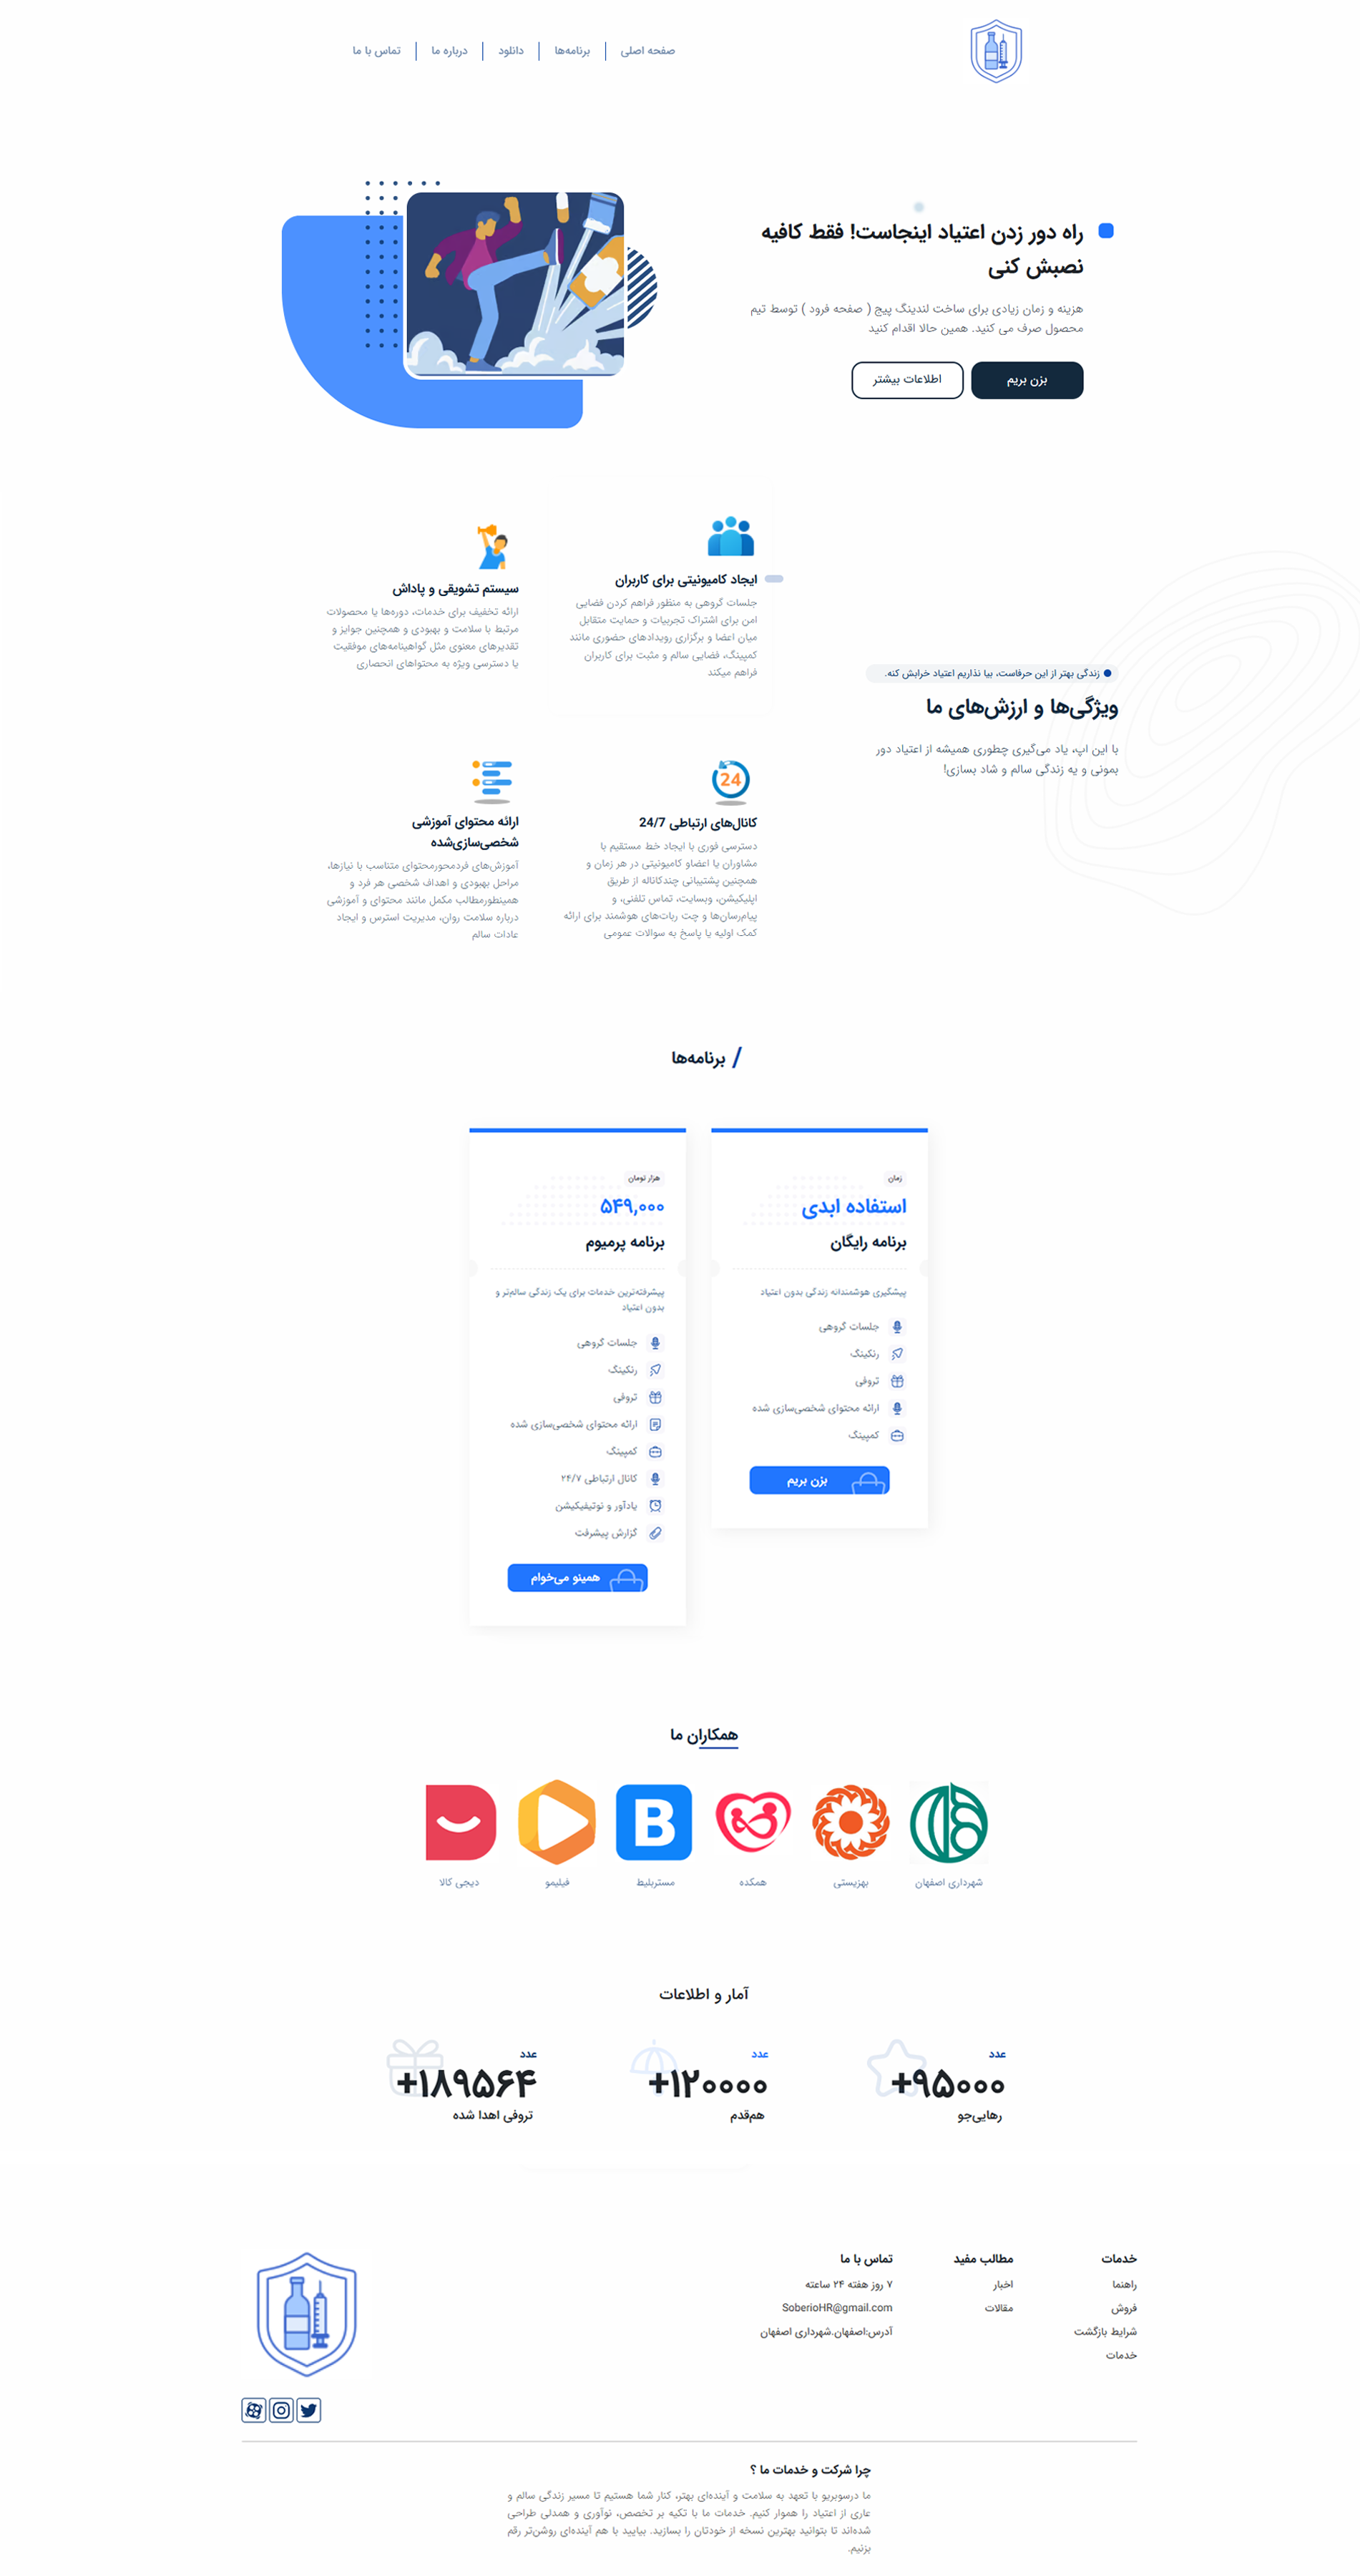 صفحه اصلی
برنامه‌ها
دانلود
درباره ما
تماس با ما
راه دور زدن اعتیاد اینجاست! فقط کافیه
نصبش کنی
هزینه و زمان زیادی برای ساخت لندینگ پیج ( صفحه فرود ) توسط تیم
محصول صرف می کنید. همین حالا اقدام کنید
بزن بریم
اطلاعات بیشتر
ایجاد کامیونیتی برای کاربران
جلسات گروهی به منظور فراهم کردن فضایی
امن برای اشتراک تجربیات و حمایت متقابل
میان اعضا و برگزاری رویدادهای حضوری مانند
کمپینگ، فضایی سالم و مثبت برای کاربران
فراهم میکند
سیستم تشویقی و پاداش
ارائه تخفیف برای خدمات، دوره‌ها یا محصولات
مرتبط با سلامت و بهبودی و همچنین جوایز و
تقدیرهای معنوی مثل گواهینامه‌های موفقیت
یا دسترسی ویژه به محتواهای انحصاری
زندگی بهتر از این حرفاست، بیا نذاریم اعتیاد خرابش کنه.
ویژگی‌ها و ارزش‌های ما
با این اپ، یاد می‌گیری چطوری همیشه از اعتیاد دور
بمونی و یه زندگی سالم و شاد بسازی!
24
کانال‌های ارتباطی 24/7
دسترسی فوری با ایجاد خط مستقیم با
مشاوران یا اعضاو کامیونیتی در هر زمان و
همچنین پشتیبانی چندکاناله از طریق
اپلیکیشن، وبسایت، تماس تلفنی، و
پیام‌رسان‌ها و چت ربات‌های هوشمند برای ارائه
کمک اولیه یا پاسخ به سوالات عمومی
ارائه محتوای آموزشی
شخصی‌سازی‌شده
آموزش‌های فردمحورمحتوای متناسب با نیازها،
مراحل بهبودی و اهداف شخصی هر فرد و
همینطورمطالب مکمل مانند محتوای و آموزشی
درباره سلامت روان، مدیریت استرس و ایجاد
عادات سالم
/ برنامه‌ها
زمان
استفاده ابدی
برنامه رایگان
پیشگیری هوشمندانه زندگی بدون اعتیاد
جلسات گروهی
رنکینگ
تروفی
ارائه محتوای شخصی‌سازی شده
کمپینگ
بزن بریم
هزار تومان
۵۴۹,۰۰۰
برنامه پرمیوم
پیشرفته‌ترین خدمات برای یک زندگی سالم‌تر و
بدون اعتیاد
جلسات گروهی
رنکینگ
تروفی
ارائه محتوای شخصی‌سازی شده
کمپینگ
کانال ارتباطی ۲۴/۷
یادآور و نوتیفیکیشن
گزارش پیشرفت
همینو می‌خوام
همکاران ما
B
شهرداری اصفهان
بهزیستی
همکده
مستربلیط
فیلیمو
دیجی کالا
آمار و اطلاعات
عدد
+۹۵۰۰۰
رهایی‌جو
عدد
+۱۲۰۰۰۰
هم‌قدم
عدد
+۱۸۹۵۶۴
تروفی اهدا شده
خدمات
راهنما
فروش
شرایط بازگشت
خدمات
مطالب مفید
اخبار
مقالات
تماس با ما
۷ روز هفته ۲۴ ساعته
SoberioHR@gmail.com
آدرس:اصفهان.شهرداری اصفهان
چرا شرکت و خدمات ما ؟
ما درسوبریو با تعهد به سلامت و آینده‌ای بهتر، کنار شما هستیم تا مسیر زندگی سالم و
عاری از اعتیاد را هموار کنیم. خدمات ما با تکیه بر تخصص، نوآوری و همدلی طراحی
شده‌اند تا بتوانید بهترین نسخه از خودتان را بسازید. بیایید با هم آینده‌ای روشن‌تر رقم
بزنیم.